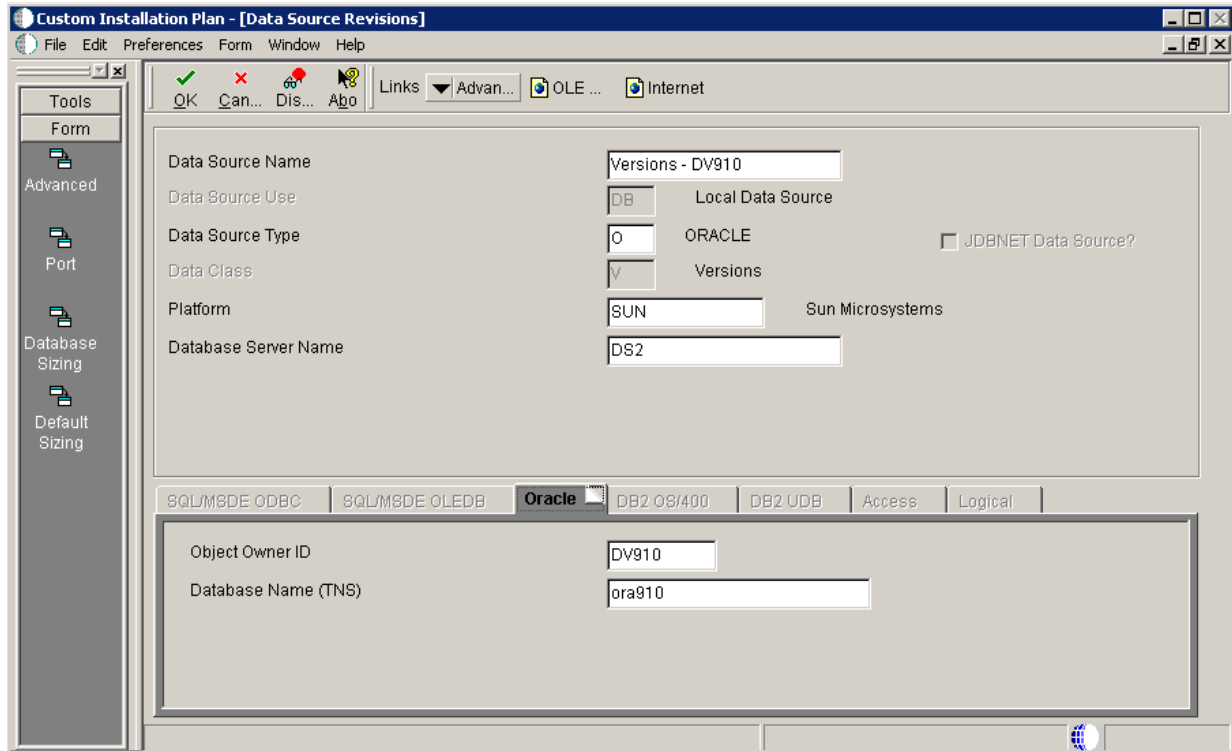 Custom Installation Plan - [Data Source Revisions]
File Edit Preferences Form Window Help
Tools
Form
Advanced
Port
Database
Sizing
Default
Sizing
OK Can... Dis... Abo Links Advan... OLE ... Internet
Data Source Name Versions - DV910
Data Source Use DB Local Data Source
Data Source Type O ORACLE JDBNET Data Source?
Data Class V Versions
Platform SUN Sun Microsystems
Database Server Name DS2
SQL/MSDE ODBC SQL/MSDE OLEDB Oracle DB2 OS/400 DB2 UDB Access Logical
Object Owner ID DV910
Database Name (TNS) ora910